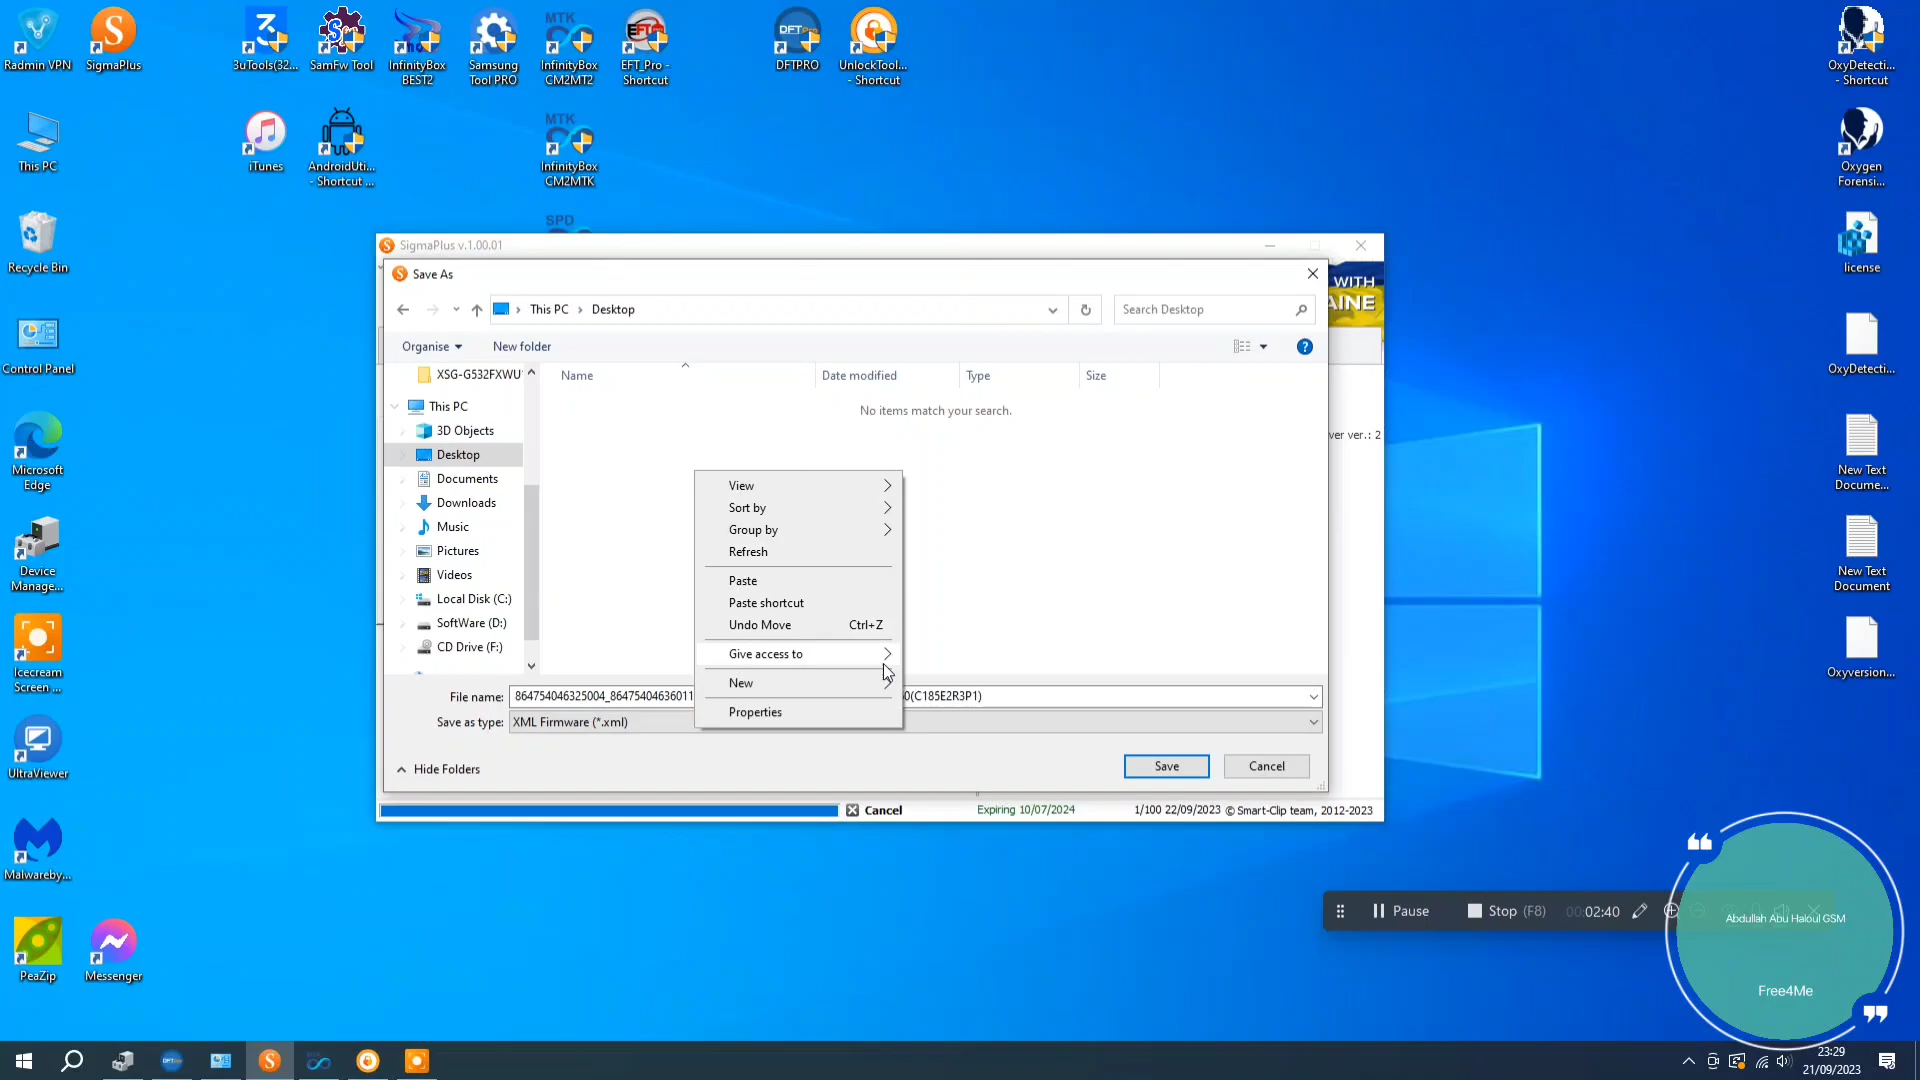 Radmin VPN
SigmaPlus
3uTools(32...
SamFw Tool
InfinityBox
BEST2
Samsung
Tool PRO
MTK
InfinityBox
CM2MT2
EFT_Pro -
Shortcut
DFTPRO
UnlockTool...
- Shortcut
OxyDetecti...
- Shortcut
This PC
iTunes
AndroidUti...
- Shortcut ...
MTK
InfinityBox
CM2MTK
Oxygen
Forensi...
SPD
Recycle Bin
license
Control Panel
OxyDetecti...
Microsoft
Edge
New Text
Docume...
Device
Manage...
New Text
Document
Icecream
Screen ...
Oxyversion...
UltraViewer
Malwareby...
PeaZip
Messenger
SigmaPlus v.1.00.01
WITH
AINE
ver ver.: 2
Save As
This PC
Desktop
Search Desktop
Organise
New folder
Name
Date modified
Type
Size
No items match your search.
XSG-G532FXWU
This PC
3D Objects
Desktop
Documents
Downloads
Music
Pictures
Videos
Local Disk (C:)
SoftWare (D:)
CD Drive (F:)
View
Sort by
Group by
Refresh
Paste
Paste shortcut
Undo Move Ctrl+Z
Give access to
New
Properties
File name: 864754046325004_8647540463601 0(C185E2R3P1)
Save as type: XML Firmware (*.xml)
Hide Folders
Save
Cancel
Cancel
Expiring 10/07/2024
1/100 22/09/2023 © Smart-Clip team, 2012-2023
Pause
Stop (F8)
00:02:40
Abdullah Abu Haloul GSM
Free4Me
23:29
21/09/2023